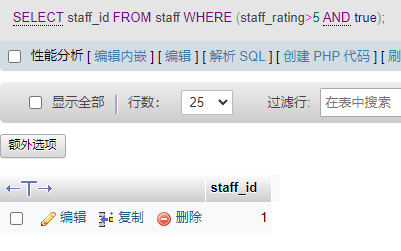 SELECT staff_id FROM staff WHERE (staff_rating>5 AND true);
性能分析 [ 编辑内嵌 ] [ 编辑 ] [ 解析 SQL ] [ 创建 PHP 代码 ] [ 刷
显示全部 | 行数： 25 过滤行: 在表中搜索
额外选项
←T→ staff_id
编辑 复制 删除 1